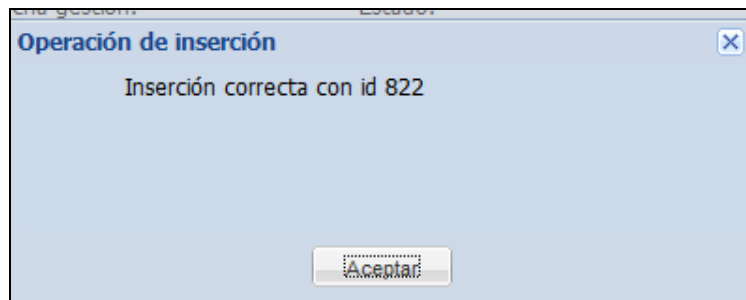 Operación de inserción
Inserción correcta con id 822
Aceptar